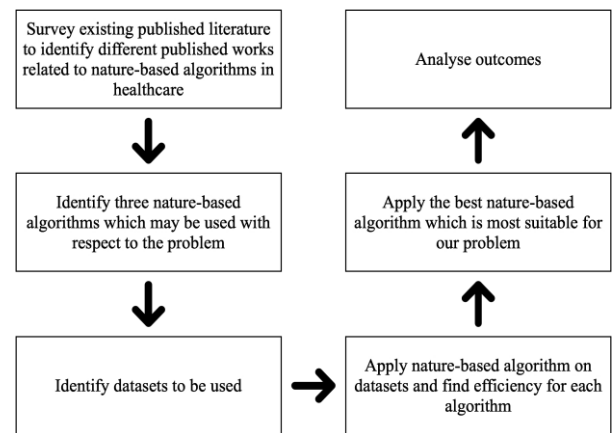 Survey existing published literature
to identify different published works
related to nature-based algorithms in
healthcare
Identify three nature-based
algorithms which may be used with
respect to the problem
Identify datasets to be used
Apply nature-based algorithm on
datasets and find efficiency for each
algorithm
Apply the best nature-based
algorithm which is most suitable for
our problem
Analyse outcomes